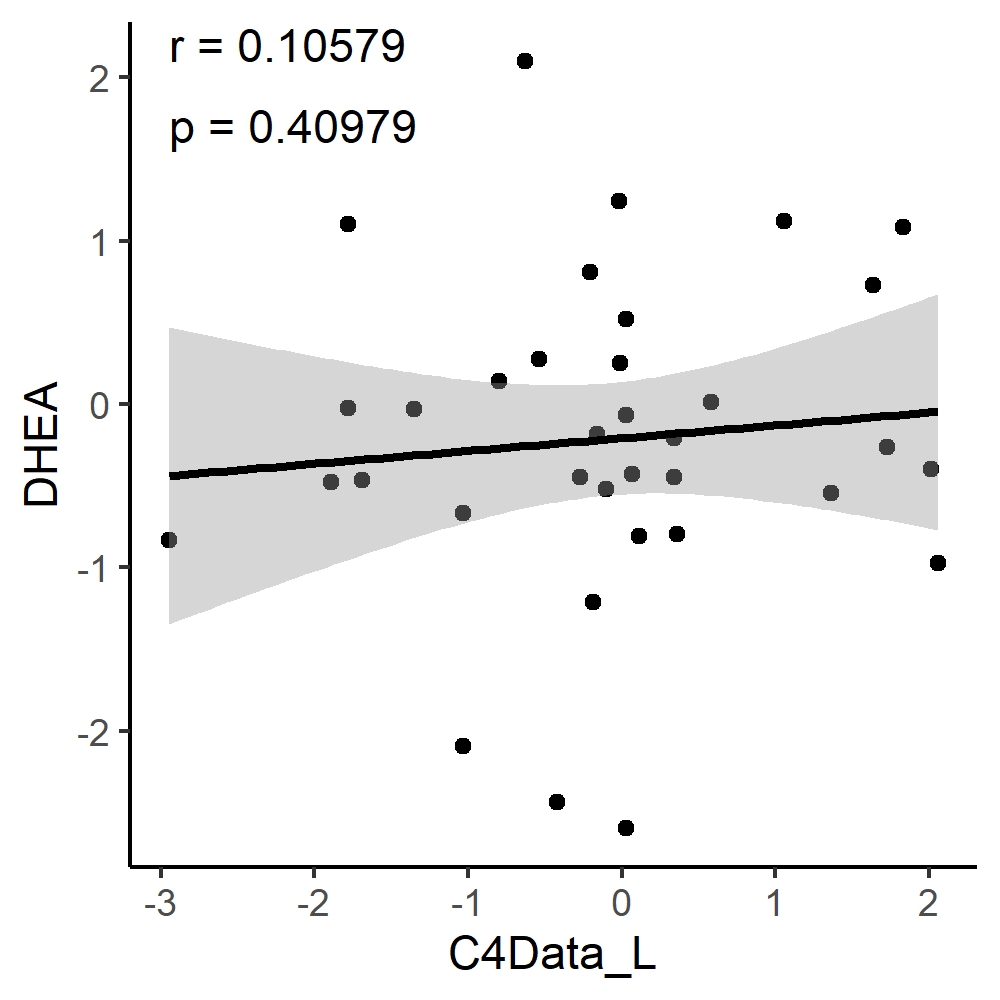 r = 0.10579
p = 0.40979
2
1
0
-1
-2
DHEA
-3 -2 -1 0 1 2
C4Data_L